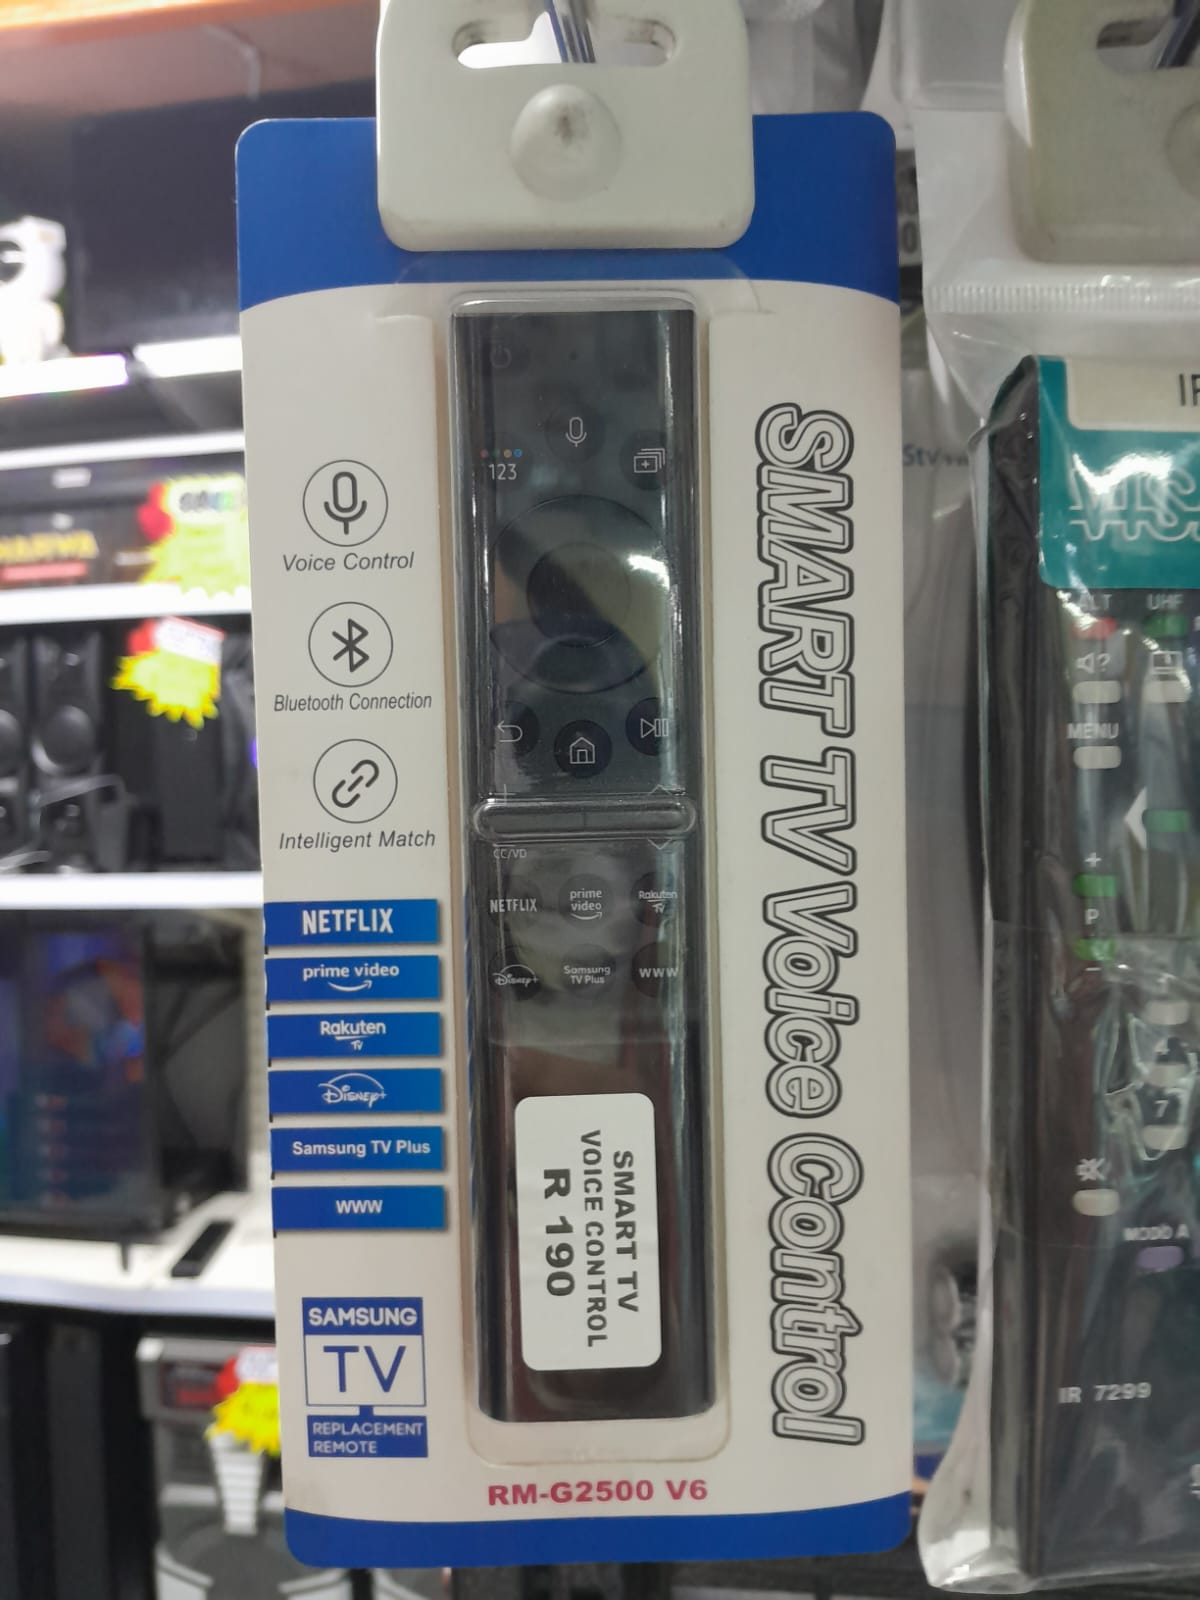 Voice Control
Bluetooth Connection
Intelligent Match
NETFLIX
prime video
Rakuten
TV
Disney+
Samsung TV Plus
www
SAMSUNG
TV
REPLACEMENT
REMOTE
123
CC/VD
NETFLIX
prime
video
Rakuten
TV
Disney+
Samsung
TV Plus
WWW
SMART TV
VOICE CONTROL
R 190
SMART TV Voice Control
RM-G2500 V6
UHF
?
MENU
+
P
-
7
IR 7299